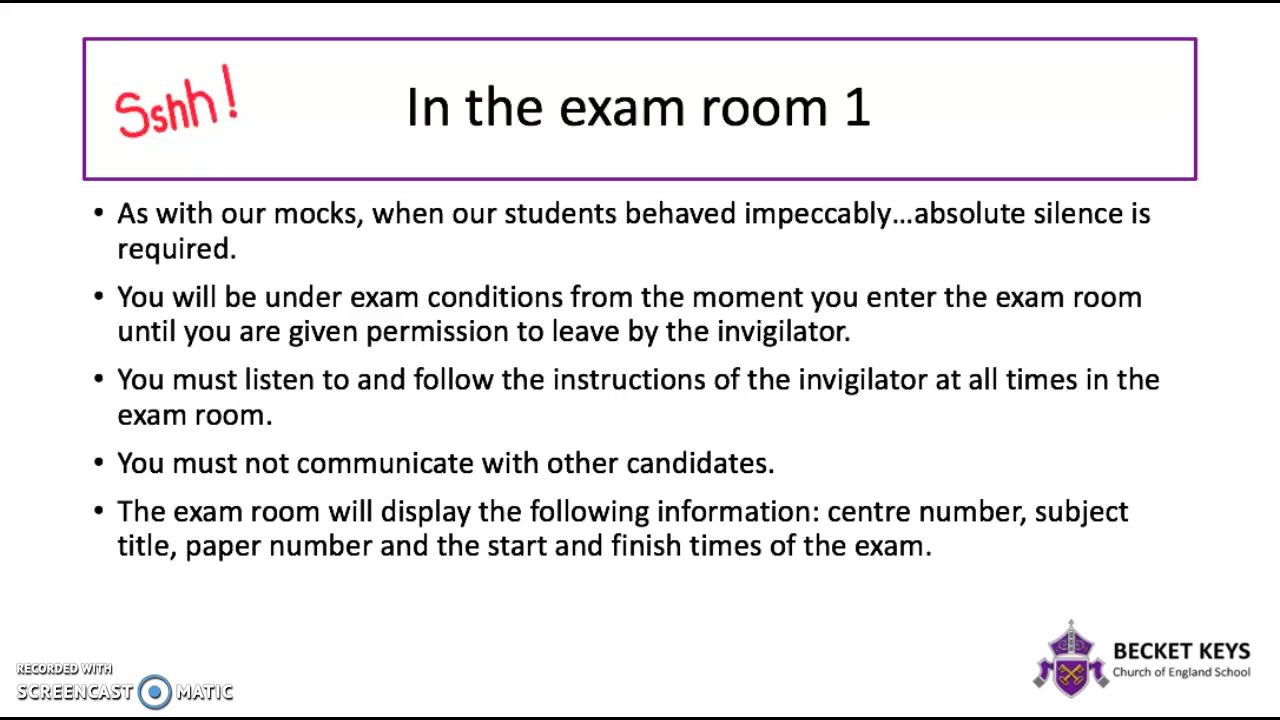 Sshh!
In the exam room 1
• As with our mocks, when our students behaved impeccably…absolute silence is
required.
• You will be under exam conditions from the moment you enter the exam room
until you are given permission to leave by the invigilator.
• You must listen to and follow the instructions of the invigilator at all times in the
exam room.
• You must not communicate with other candidates.
• The exam room will display the following information: centre number, subject
title, paper number and the start and finish times of the exam.
BECKET KEYS
Church of England School
RECORDED WITH
SCREENCAST MATIC